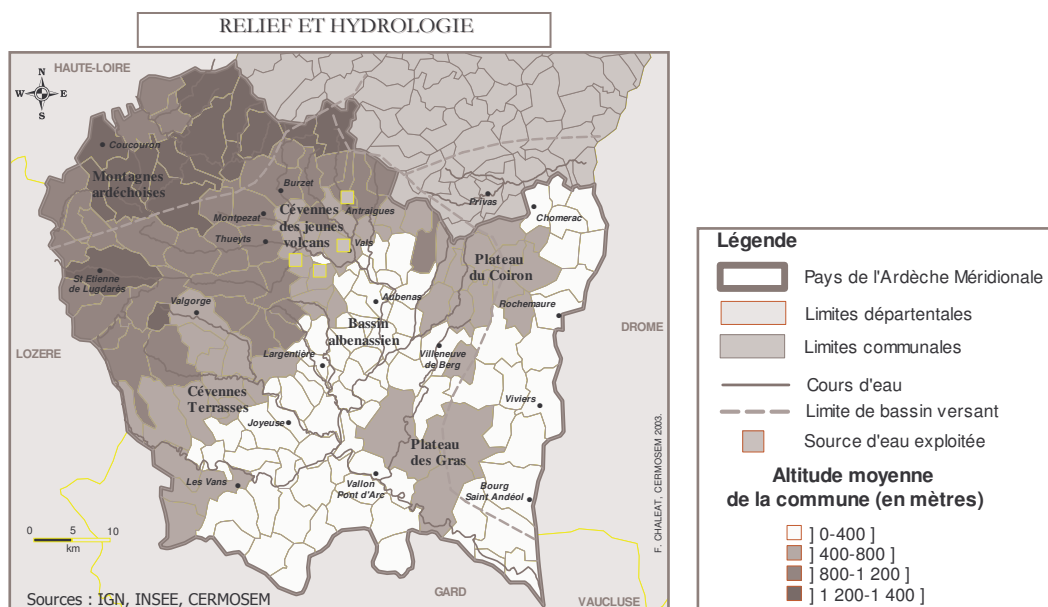 RELIEF ET HYDROLOGIE
HAUTE-LOIRE
N
W
E
S
Coucouron
Montagnes
ardéchoises
Burzet
Privas
Chomerac
Montpezat
Cévennes
des jeunes
volcans
Antraigues
Thueyts
Vals
Plateau
du Coiron
St Etienne
de Lugdarès
Valgorge
Aubenas
Rochemaure
DROME
Bassin
albenassien
LOZERE
Largentière
Villeneuve
de Berg
Cévennes
Terrasses
Viviers
Joyeuse
Plateau
des Gras
Les Vans
Vallon
Pont d'Arc
Bourg
Saint Andéol
0 5 10
km
Sources : IGN, INSEE, CERMOSEM
GARD
VAUCLUSE
F. CHALEAT, CERMOSEM 2003.
Légende
Pays de l'Ardèche Méridionale
Limites départentales
Limites communales
Cours d'eau
Limite de bassin versant
Source d'eau exploitée
Altitude moyenne
de la commune (en mètres)
] 0-400 ]
] 400-800 ]
] 800-1 200 ]
] 1 200-1 400 ]